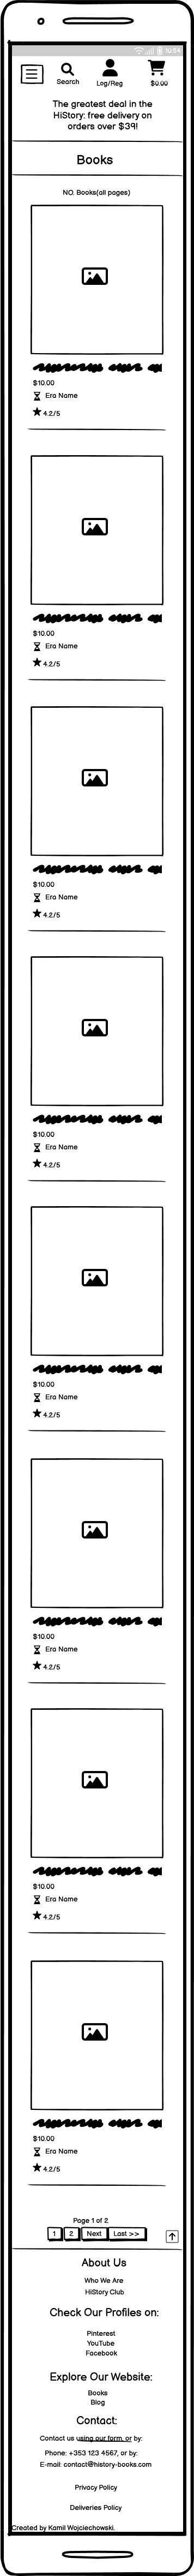 10:54
Search
Log/Reg
$0.00
The greatest deal in the
HiStory: free delivery on
orders over $39!
Books
NO. Books(all pages)
$10.00
Era Name
4.2/5
$10.00
Era Name
4.2/5
$10.00
Era Name
4.2/5
$10.00
Era Name
4.2/5
$10.00
Era Name
4.2/5
$10.00
Era Name
4.2/5
$10.00
Era Name
4.2/5
$10.00
Era Name
4.2/5
Page 1 of 2
1 2 Next Last >>
About Us
Who We Are
HiStory Club
Check Our Profiles on:
Pinterest
YouTube
Facebook
Explore Our Website:
Books
Blog
Contact:
Contact us using our form, or by:
Phone: +353 123 4567, or by:
E-mail: contact@history-books.com
Privacy Policy
Deliveries Policy
Created by Kamil Wojciechowski.